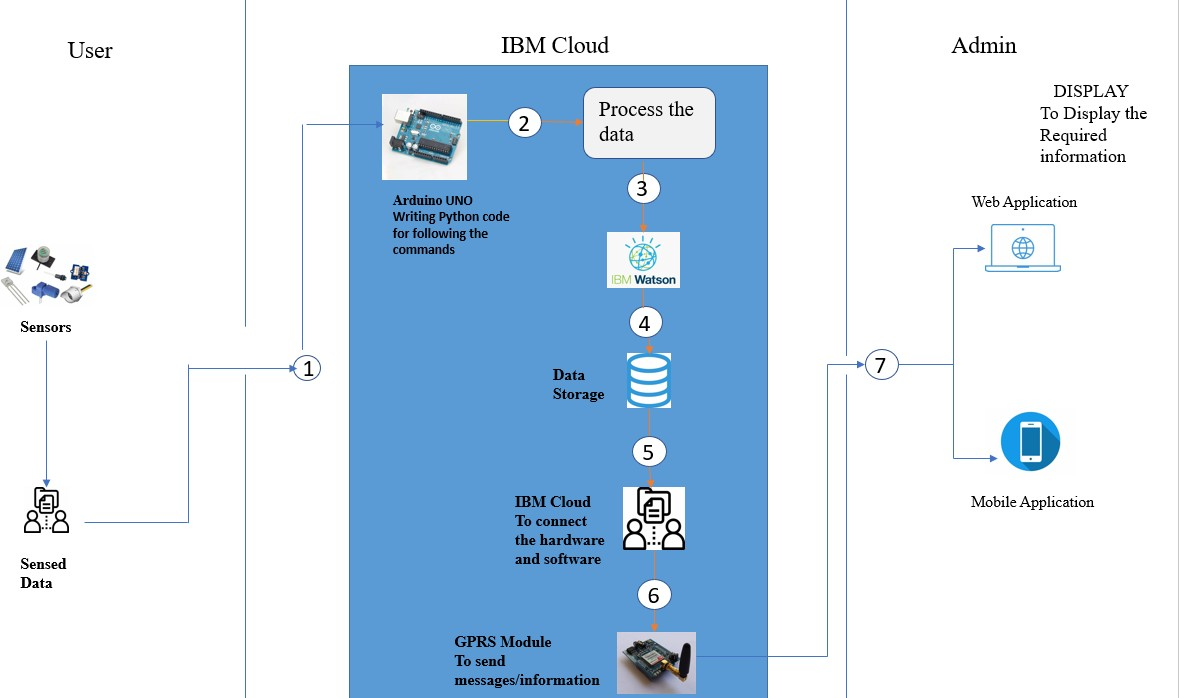 User
IBM Cloud
Admin
DISPLAY
To Display the
Required
information
2
Process the
data
3
Arduino UNO
Writing Python code
for following the
commands
Web Application
IBM Watson
Sensors
4
1
7
Data
Storage
5
IBM Cloud
To connect
the hardware
and software
Mobile Application
Sensed
Data
6
GPRS Module
To send
messages/information